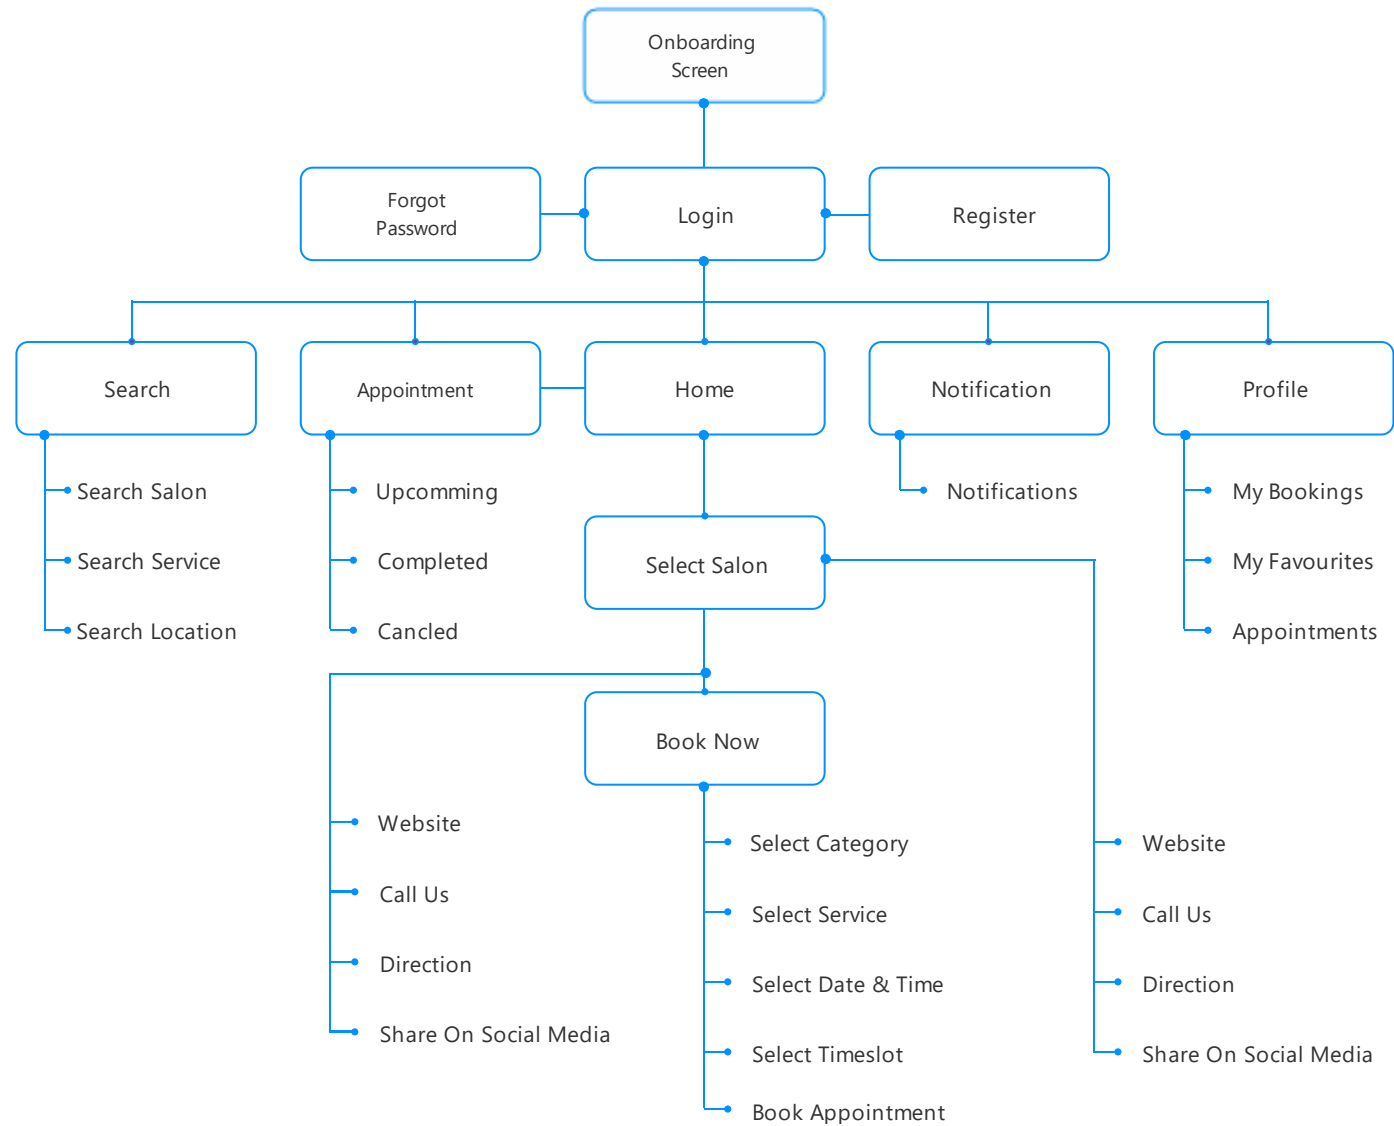 Onboarding
Screen
Forgot
Password
Login
Register
Search
Appointment
Home
Notification
Profile
Search Salon
Search Service
Search Location
Upcomming
Completed
Cancled
Notifications
My Bookings
My Favourites
Appointments
Select Salon
Book Now
Website
Call Us
Direction
Share On Social Media
Select Category
Select Service
Select Date & Time
Select Timeslot
Book Appointment
Website
Call Us
Direction
Share On Social Media